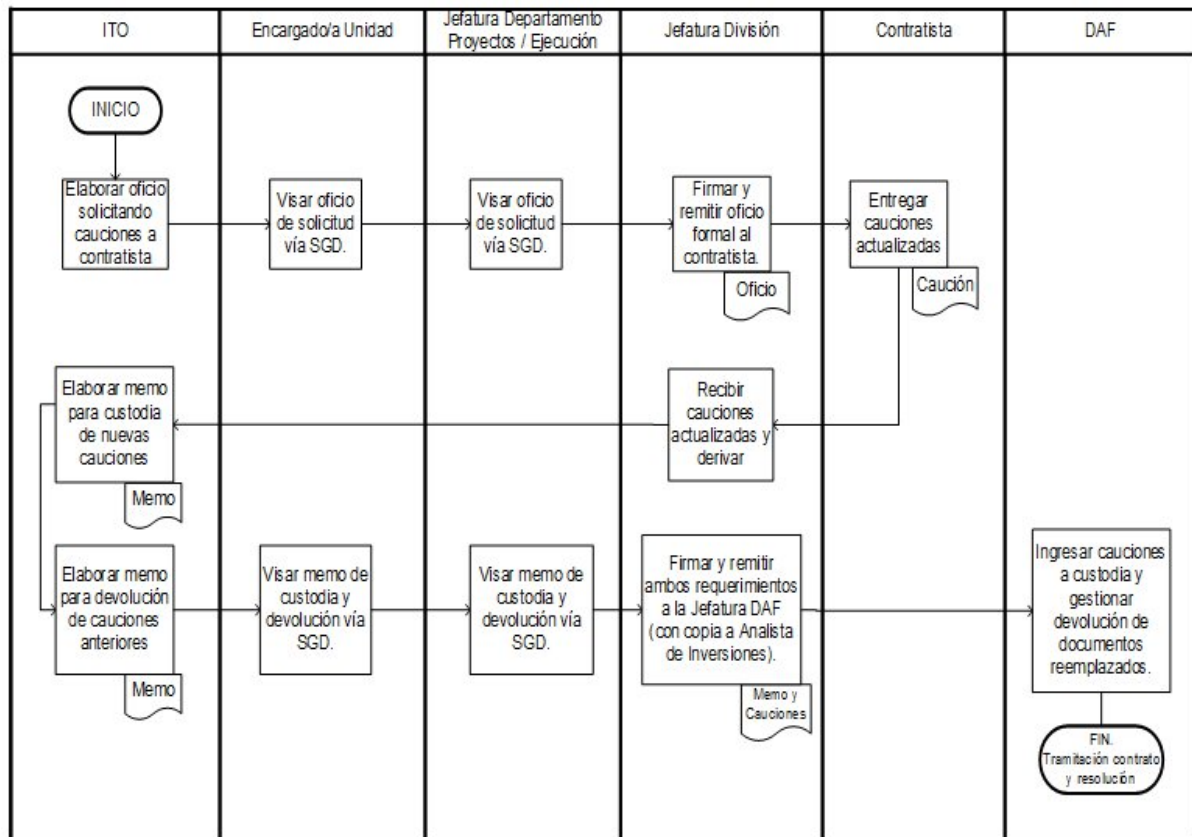 ITO
Encargado/a Unidad
Jefatura Departamento
Proyectos / Ejecución
Jefatura División
Contratista
DAF
INICIO
Elaborar oficio
solicitando
cauciones a
contratista
Visar oficio
de solicitud
vía SGD.
Visar oficio
de solicitud
vía SGD.
Firmar y
remitir oficio
formal al
contratista.
Oficio
Entregar
cauciones
actualizadas
Caución
Elaborar memo
para custodia
de nuevas
cauciones
Memo
Recibir
cauciones
actualizadas y
derivar
Elaborar memo
para devolución
de cauciones
anteriores
Memo
Visar memo de
custodia y
devolución vía
SGD.
Visar memo de
custodia y
devolución vía
SGD.
Firmar y remitir
ambos requerimientos
a la Jefatura DAF
(con copia a Analista
de Inversiones).
Memo y
Cauciones
Ingresar cauciones
a custodia y
gestionar
devolución de
documentos
reemplazados.
FIN.
Tramitación contrato
y resolución